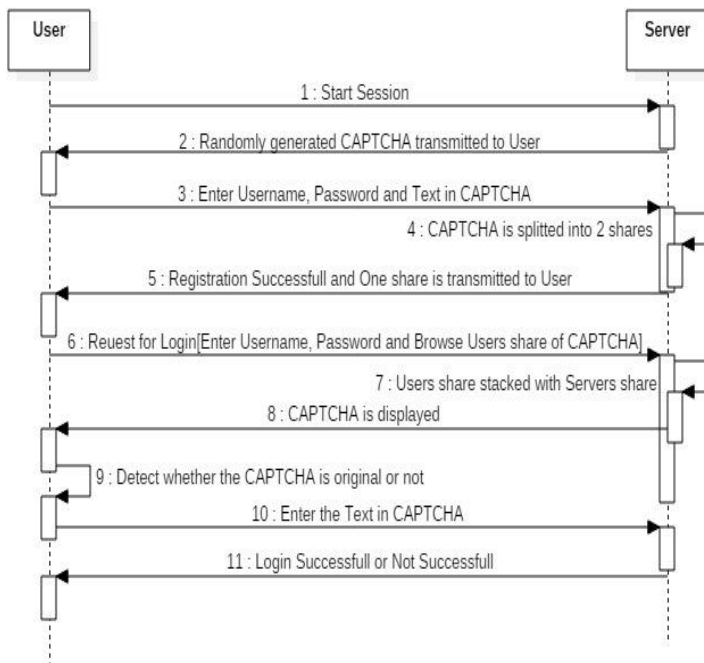 User
Server
1 : Start Session
2 : Randomly generated CAPTCHA transmitted to User
3 : Enter Username, Password and Text in CAPTCHA
4 : CAPTCHA is splitted into 2 shares
5 : Registration Successfull and One share is transmitted to User
6 : Reuest for Login[Enter Username, Password and Browse Users share of CAPTCHA]
7 : Users share stacked with Servers share
8 : CAPTCHA is displayed
9 : Detect whether the CAPTCHA is original or not
10 : Enter the Text in CAPTCHA
11 : Login Successfull or Not Successfull